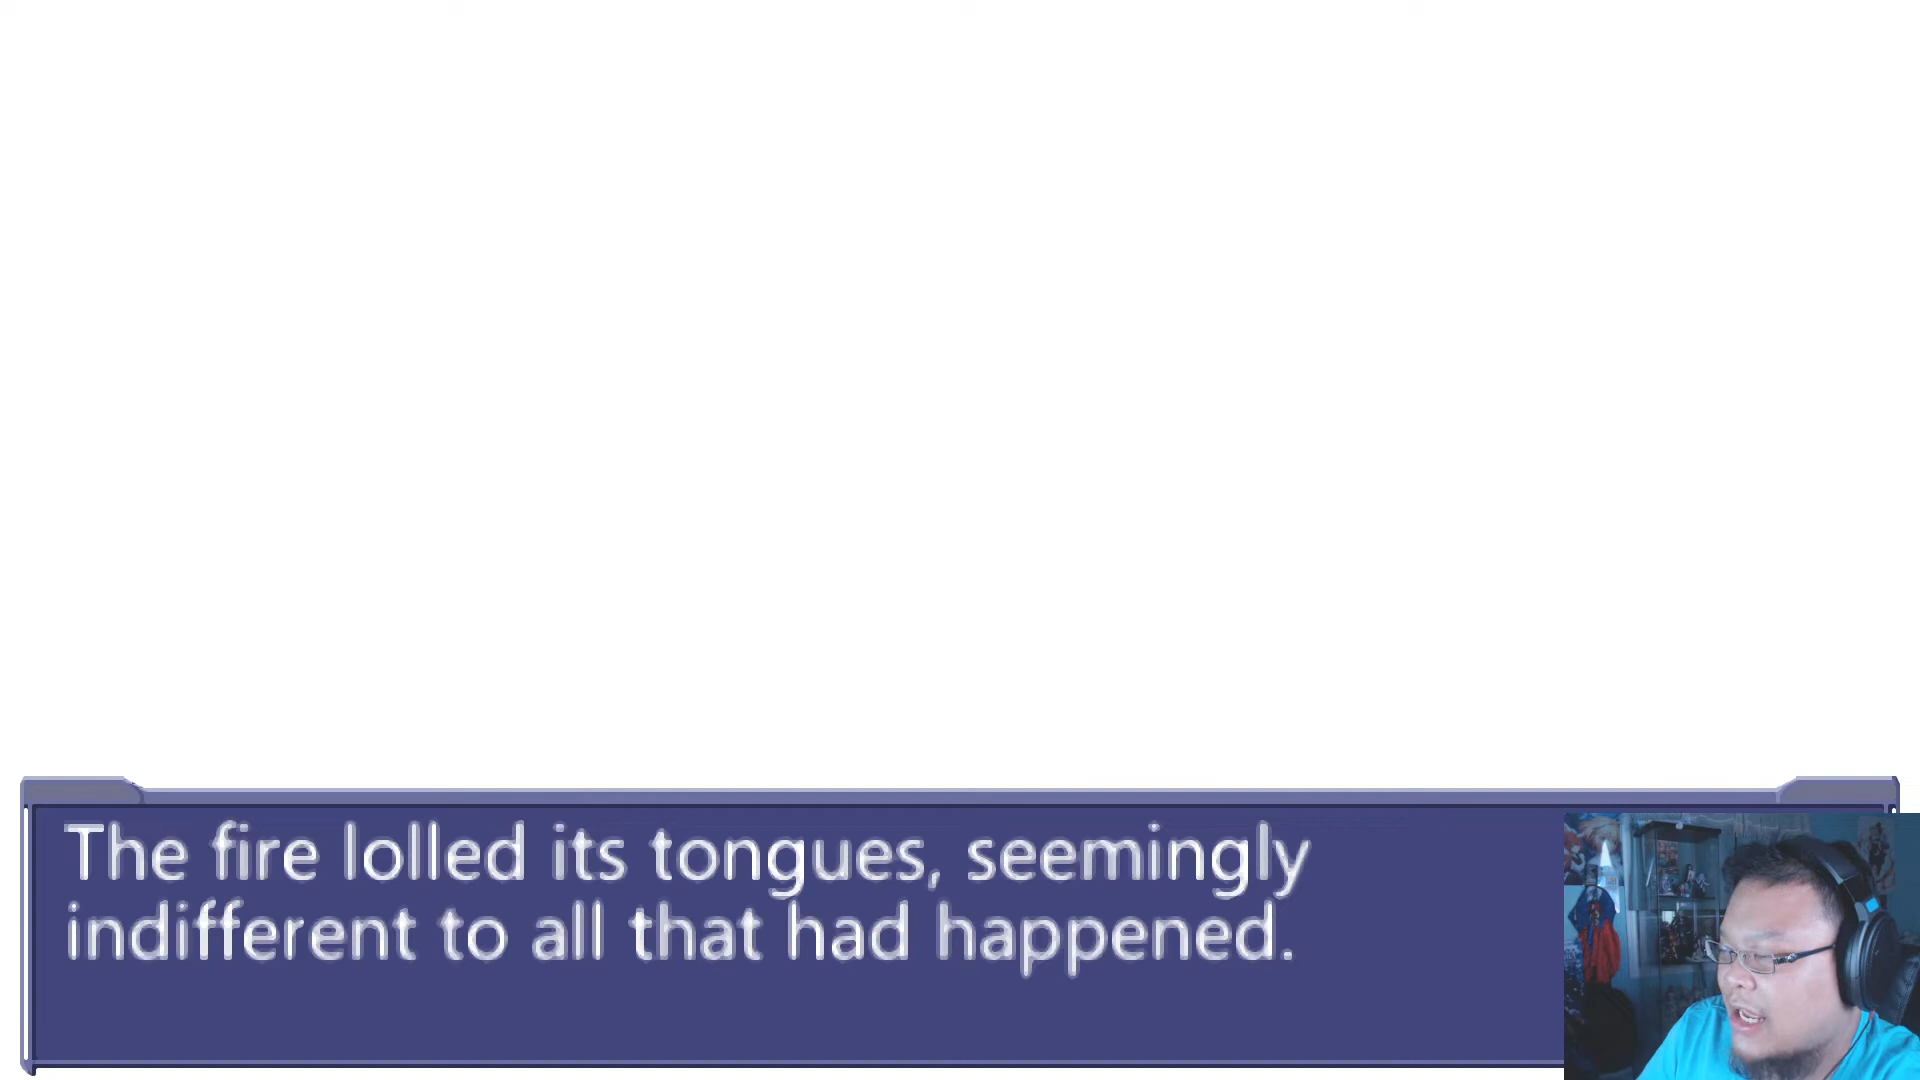 The fire lolled its tongues, seemingly
indifferent to all that had happened.